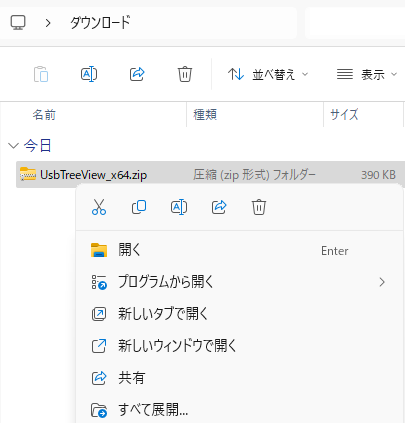 ダウンロード
並べ替え
表示
名前 種類 サイズ
今日
UsbTreeView_x64.zip 圧縮 (zip 形式) フォルダー 390 KB
開く Enter
プログラムから開く
新しいタブで開く
新しいウィンドウで開く
共有
すべて展開...